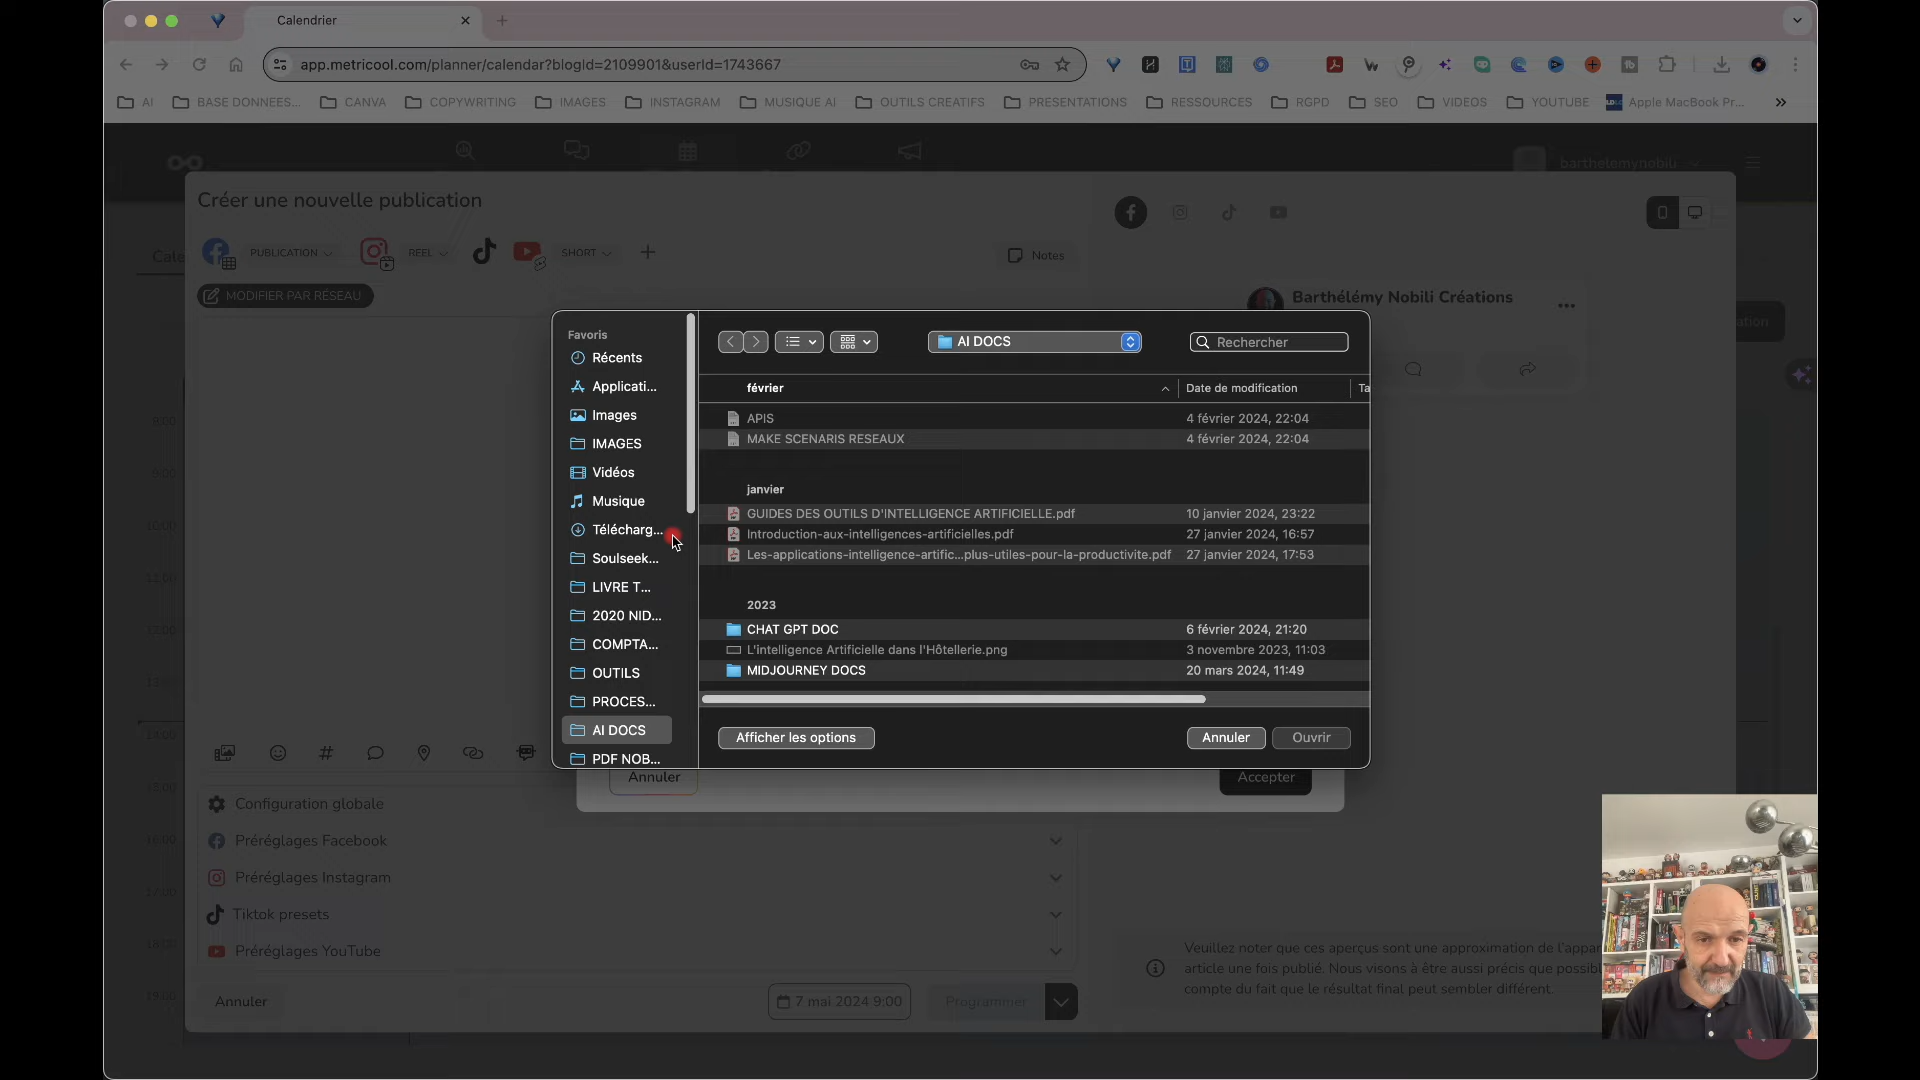 Calendrier
app.metricool.com/planner/calendar?blogId=2109901&userId=1743667
AI
BASE DONNEES...
CANVA
COPYWRITING
IMAGES
INSTAGRAM
MUSIQUE AI
OUTILS CREATIFS
PRESENTATIONS
RESSOURCES
RGPD
SEO
VIDEOS
YOUTUBE
Apple MacBook Pr...
barthelemynobili
Créer une nouvelle publication
PUBLICATION
REEL
SHORT
Notes
MODIFIER PAR RÉSEAU
Barthélémy Nobili Créations
Favoris
Récents
Applicati...
Images
IMAGES
Vidéos
Musique
Télécharg...
Soulseek...
LIVRE T...
2020 NID...
COMPTA...
OUTILS
PROCES...
AI DOCS
PDF NOB...
AI DOCS
Rechercher
février
Date de modification
Ta
APIS
4 février 2024, 22:04
MAKE SCENARIS RESEAUX
4 février 2024, 22:04
janvier
GUIDES DES OUTILS D'INTELLIGENCE ARTIFICIELLE.pdf
10 janvier 2024, 23:22
Introduction-aux-intelligences-artificielles.pdf
27 janvier 2024, 16:57
Les-applications-intelligence-artific...plus-utiles-pour-la-productivite.pdf
27 janvier 2024, 17:53
2023
CHAT GPT DOC
6 février 2024, 21:20
L'intelligence Artificielle dans l'Hôtellerie.png
3 novembre 2023, 11:03
MIDJOURNEY DOCS
20 mars 2024, 11:49
Afficher les options
Annuler
Ouvrir
Annuler
Accepter
Configuration globale
Préréglages Facebook
Préréglages Instagram
Tiktok presets
Préréglages YouTube
Annuler
7 mai 2024 9:00
Programmer
Veuillez noter que ces aperçus sont une approximation de l'appa
article une fois publié. Nous visons à être aussi précis que possibl
compte du fait que le résultat final peut sembler différent.